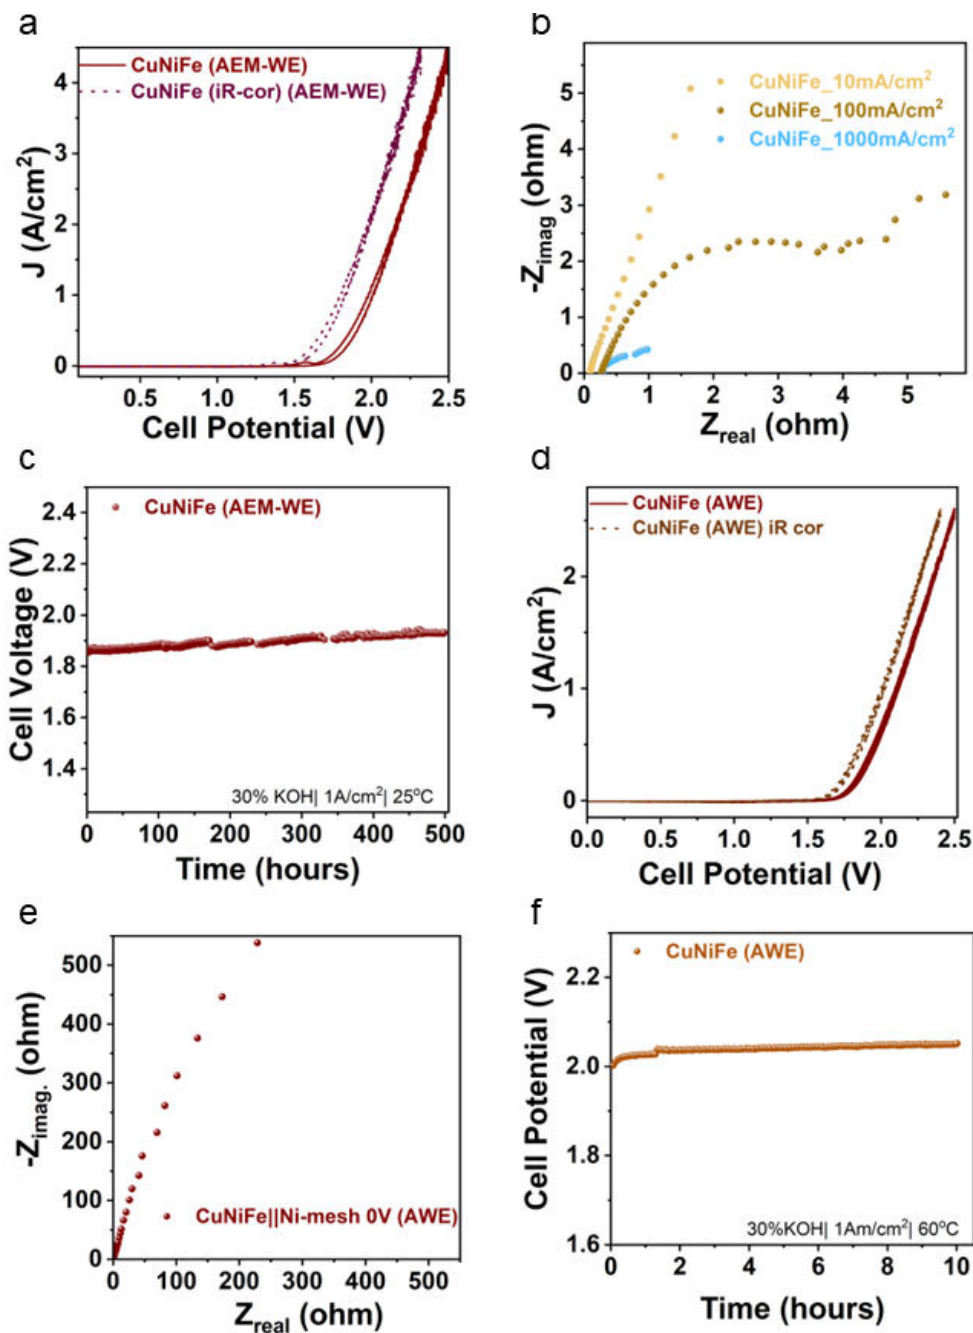 a
CuNiFe (AEM-WE)
CuNiFe (iR-cor) (AEM-WE)
J (A/cm²)
4
3
2
1
0
0.5 1.0 1.5 2.0 2.5
Cell Potential (V)
b
CuNiFe_10mA/cm²
CuNiFe_100mA/cm²
CuNiFe_1000mA/cm²
-Zimag (ohm)
5
4
3
2
1
0
0 1 2 3 4 5
Zreal (ohm)
c
CuNiFe (AEM-WE)
Cell Voltage (V)
2.4
2.2
2.0
1.8
1.6
1.4
30% KOH| 1A/cm²| 25°C
0 100 200 300 400 500
Time (hours)
d
CuNiFe (AWE)
CuNiFe (AWE) iR cor
J (A/cm²)
2
1
0
0.0 0.5 1.0 1.5 2.0 2.5
Cell Potential (V)
e
-Zimag. (ohm)
500
400
300
200
100
0
CuNiFe||Ni-mesh 0V (AWE)
0 100 200 300 400 500
Zreal (ohm)
f
CuNiFe (AWE)
Cell Potential (V)
2.2
2.0
1.8
1.6
30%KOH| 1Am/cm²| 60°C
0 2 4 6 8 10
Time (hours)